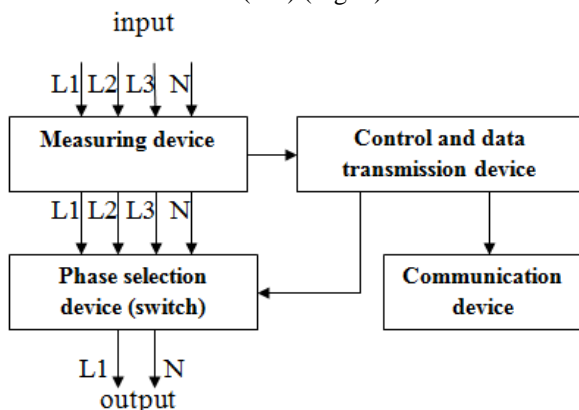 input
L1 L2 L3 N
Measuring device
Control and data
transmission device
L1 L2 L3 N
Phase selection
device (switch)
Communication
device
L1 N
output